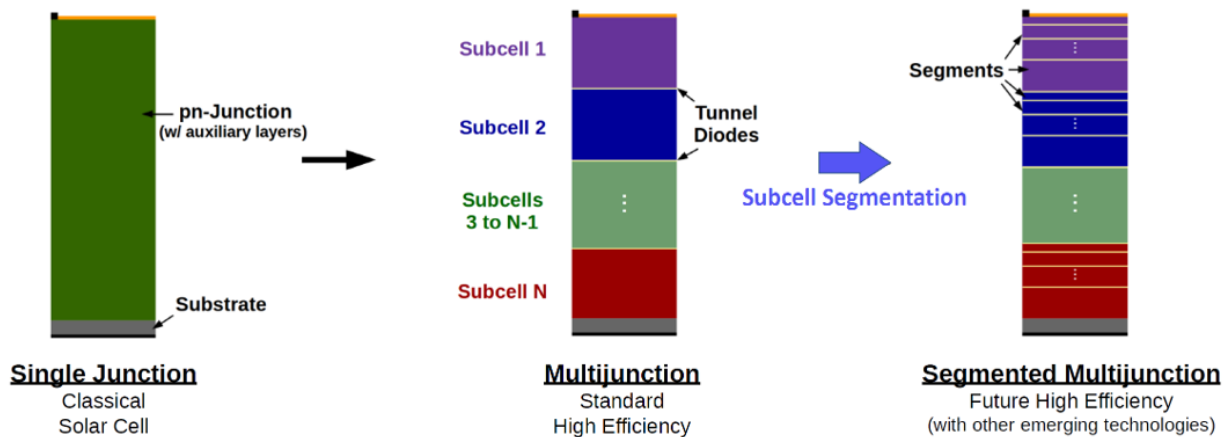 pn-Junction
(w/ auxiliary layers)
Substrate
Single Junction
Classical
Solar Cell
Subcell 1
Subcell 2
Subcells
3 to N-1
Subcell N
Tunnel
Diodes
Multijunction
Standard
High Efficiency
Subcell Segmentation
Segments
Segmented Multijunction
Future High Efficiency
(with other emerging technologies)